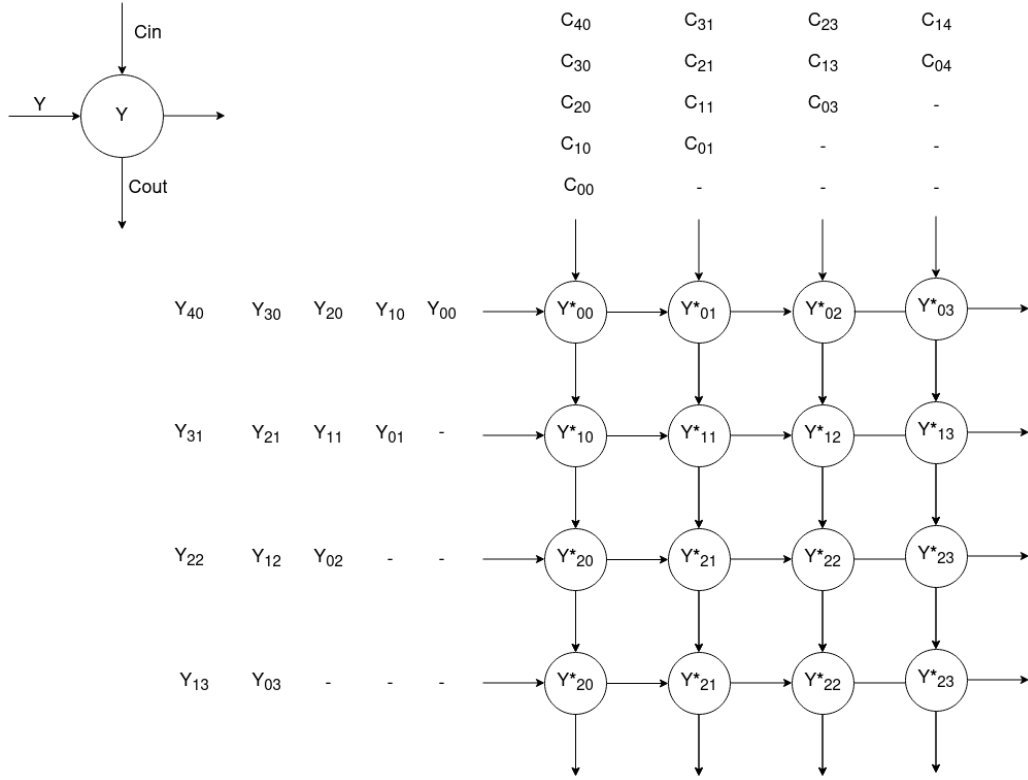 Cin
Y
Y
Cout
C40 C31 C23 C14
C30 C21 C13 C04
C20 C11 C03 -
C10 C01 - -
C00 - - -
Y40 Y30 Y20 Y10 Y00 Y*00 Y*01 Y*02 Y*03
Y31 Y21 Y11 Y01 - Y*10 Y*11 Y*12 Y*13
Y22 Y12 Y02 - - Y*20 Y*21 Y*22 Y*23
Y13 Y03 - - - Y*20 Y*21 Y*22 Y*23